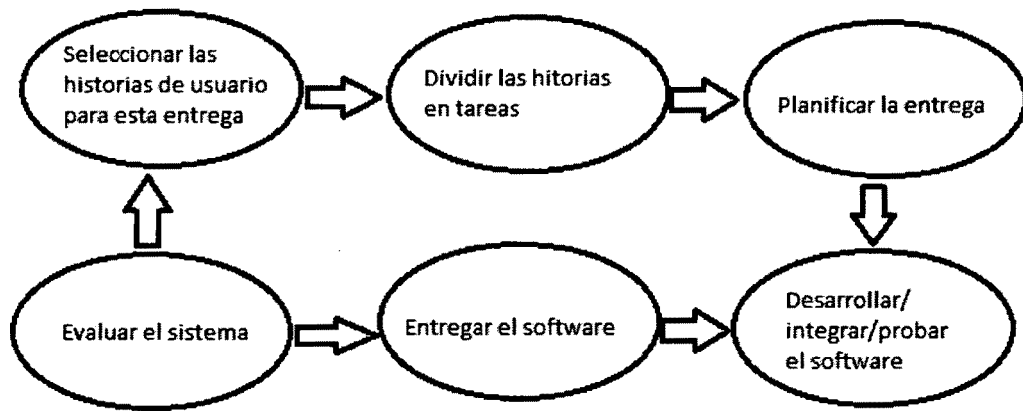 Seleccionar las
historias de usuario
para esta entrega
Dividir las hitorias
en tareas
Planificar la entrega
Evaluar el sistema
Entregar el software
Desarrollar/
integrar/probar
el software